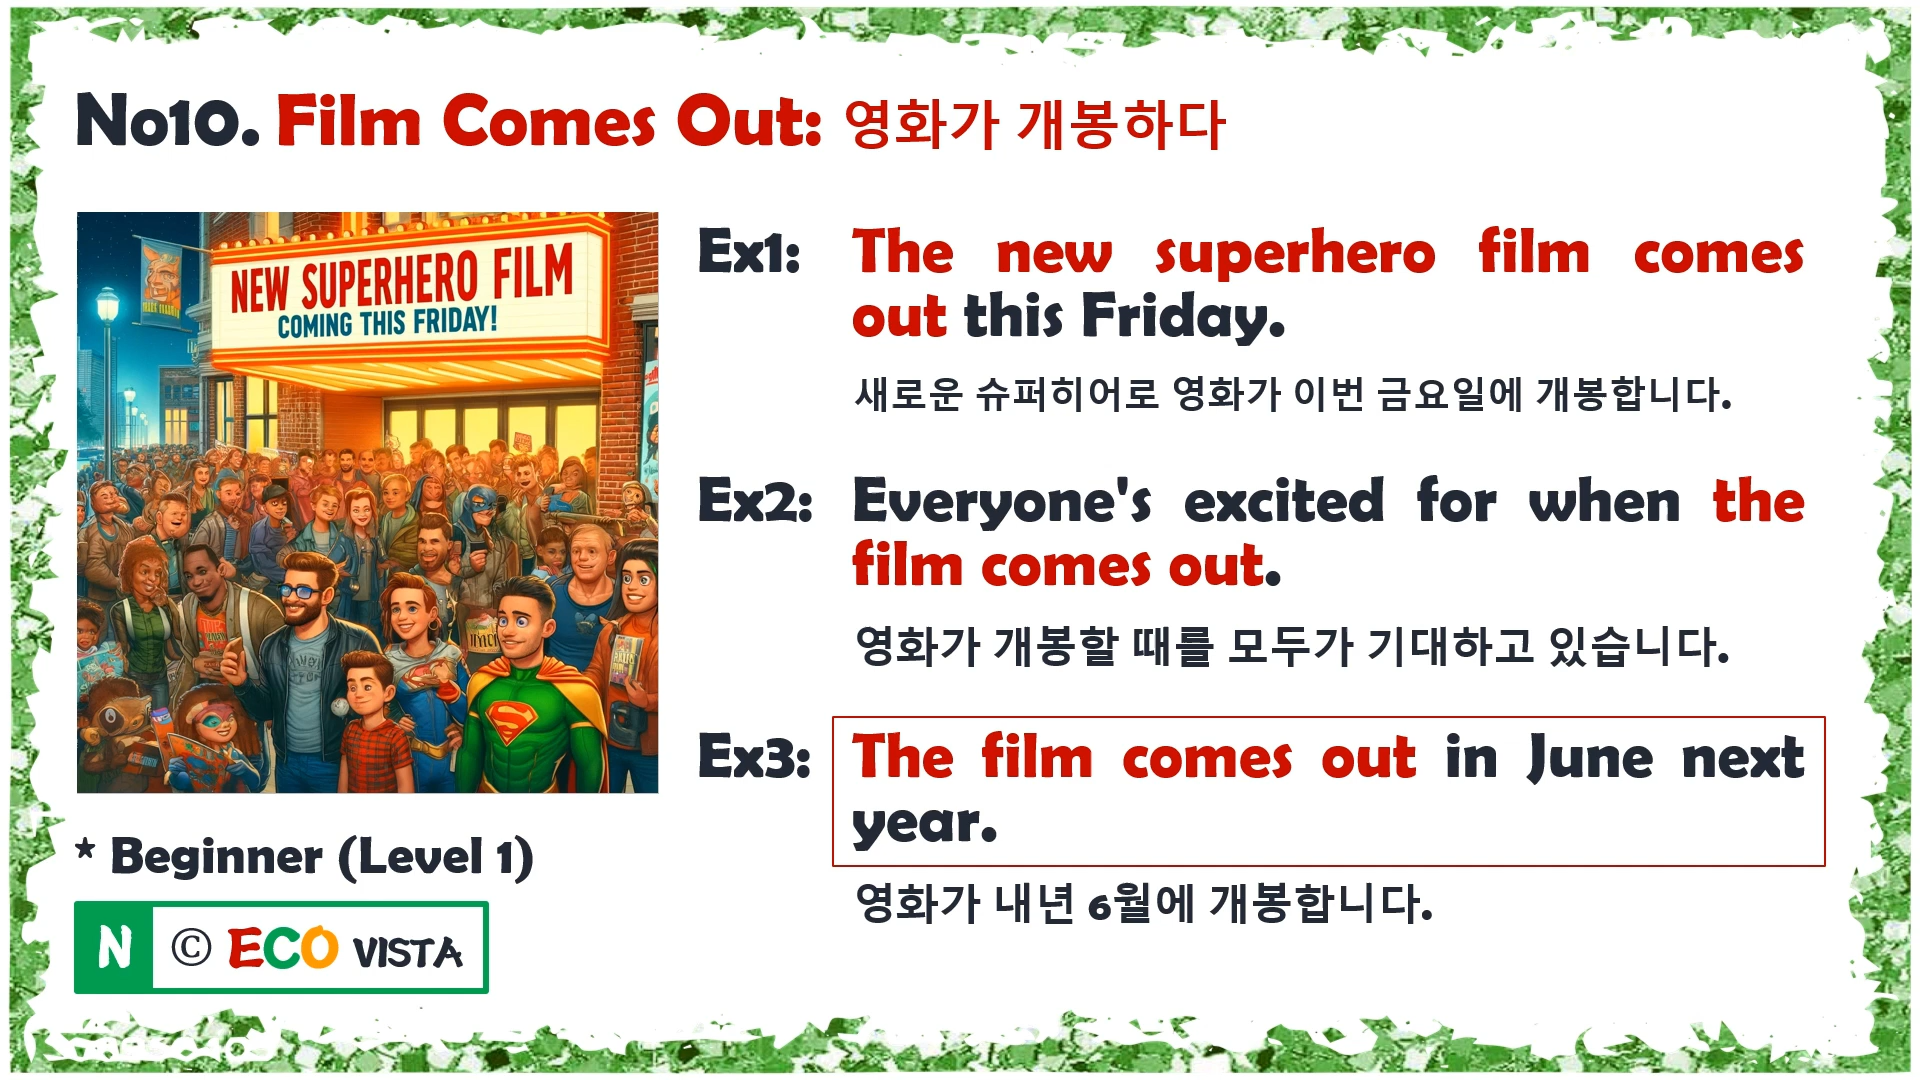 No10. Film Comes Out: 영화가 개봉하다
NEW SUPERHERO FILM
COMING THIS FRIDAY!
Ex1: The new superhero film comes
out this Friday.
새로운 슈퍼히어로 영화가 이번 금요일에 개봉합니다.
Ex2: Everyone's excited for when the
film comes out.
영화가 개봉할 때를 모두가 기대하고 있습니다.
Ex3: The film comes out in June next
year.
영화가 내년 6월에 개봉합니다.
* Beginner (Level 1)
N © ECO VISTA